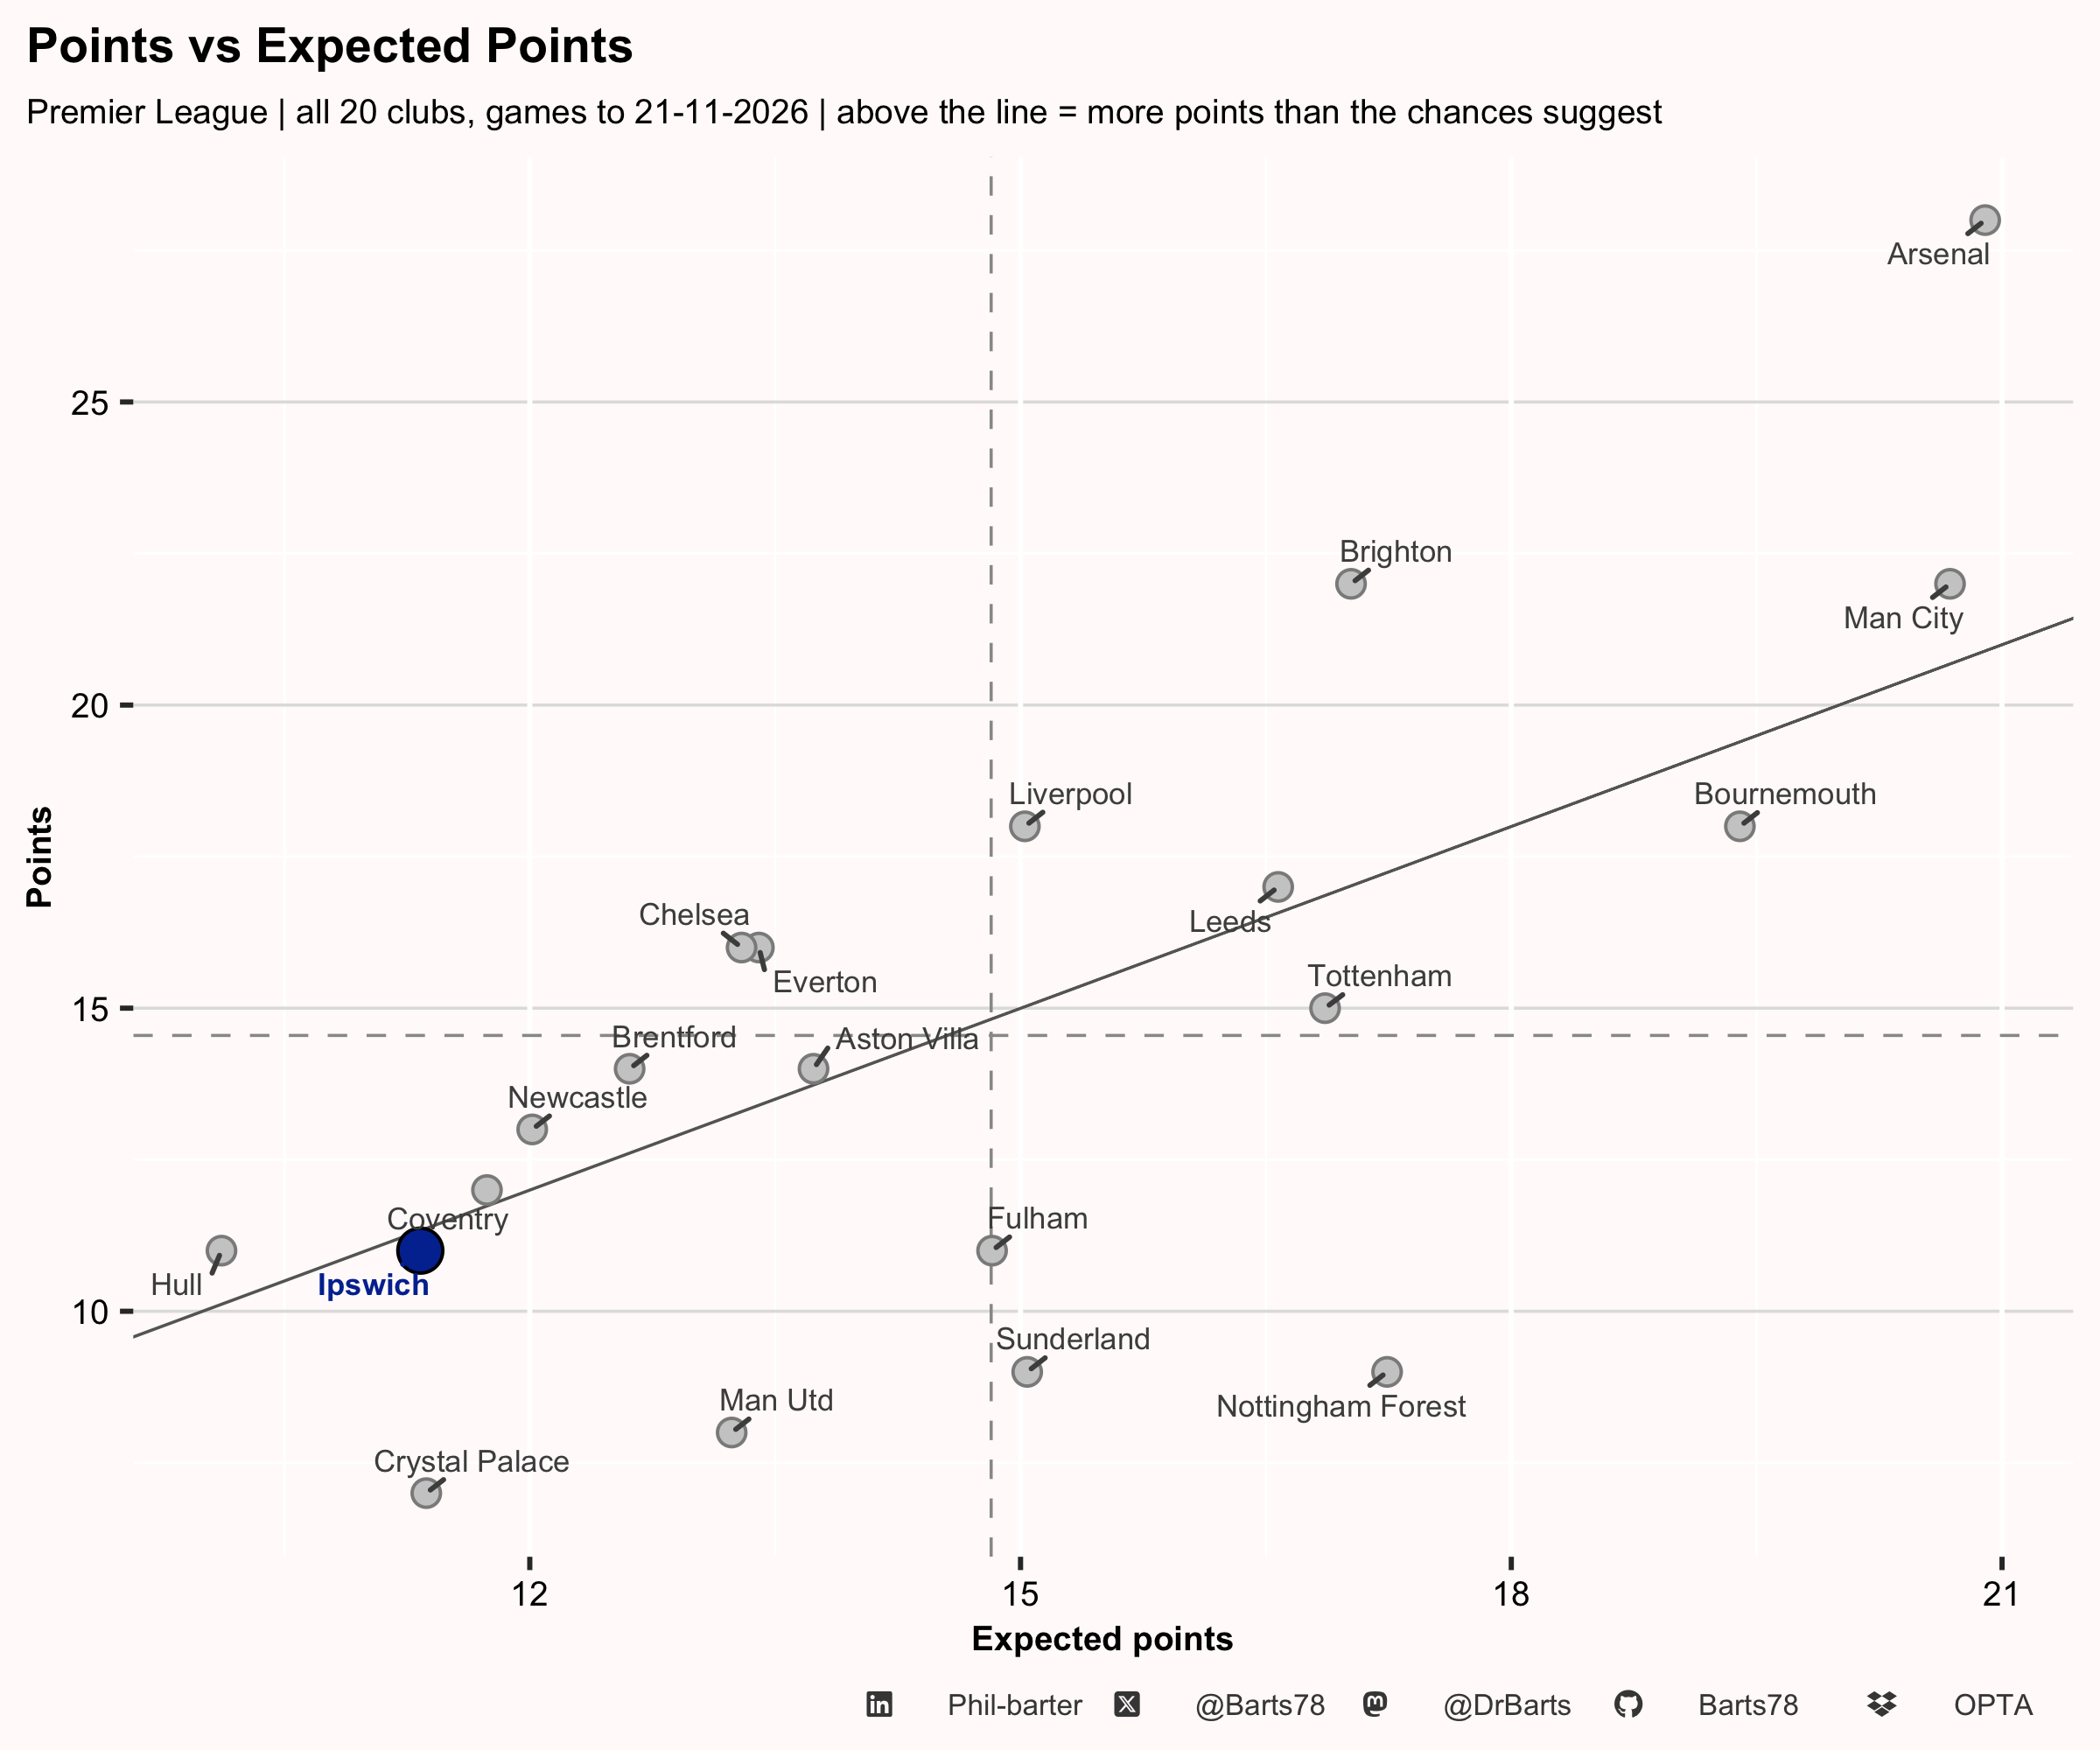 Points vs Expected Points
Premier League | all 20 clubs, games to 21-11-2026 | above the line = more points than the chances suggest
Arsenal
25
Brighton
Man City
20
Liverpool
Bournemouth
Chelsea
Leeds
Everton
Tottenham
15
Brentford
Aston Villa
Newcastle
Coventry
Fulham
Hull
Ipswich
10
Sunderland
Man Utd
Nottingham Forest
Crystal Palace
Points
12 15 18 21
Expected points
in Phil-barter X @Barts78 m @DrBarts Barts78 OPTA